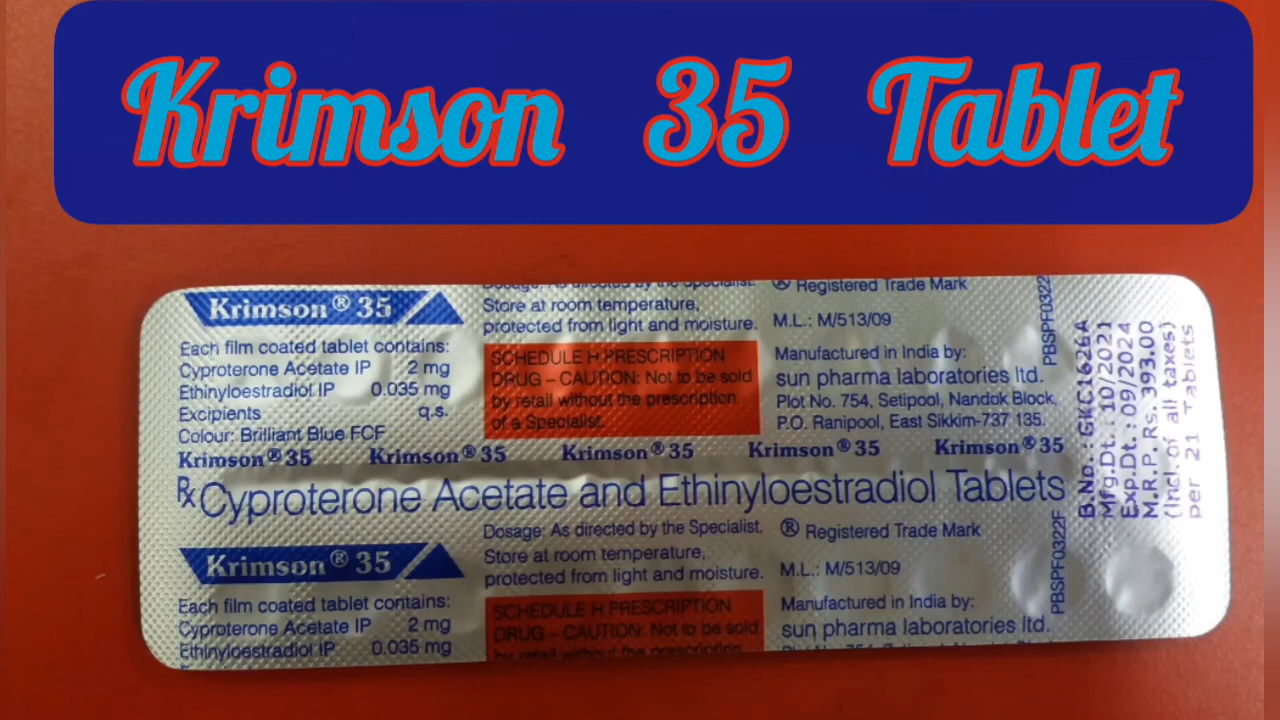 Krimson 35 Tablet
Krimson® 35
Each film coated tablet contains:
Cyproterone Acetate IP 2 mg
Ethinyloestradiol IP 0.035 mg
Excipients q.s.
Colour: Brilliant Blue FCF
Dosage: As directed by the Specialist.
Store at room temperature,
protected from light and moisture.
SCHEDULE H PRESCRIPTION
DRUG – CAUTION: Not to be sold
by retail without the prescription
of a Specialist.
® Registered Trade Mark
M.L.: M/513/09
Manufactured in India by:
sun pharma laboratories ltd.
Plot No. 754, Setipool, Nandok Block,
P.O. Ranipool, East Sikkim-737 135.
PBSPF0322
Krimson® 35 Krimson® 35 Krimson® 35 Krimson® 35 Krimson® 35
Rx Cyproterone Acetate and Ethinyloestradiol Tablets
Krimson® 35
Each film coated tablet contains:
Cyproterone Acetate IP 2 mg
Ethinyloestradiol IP 0.035 mg
Dosage: As directed by the Specialist.
Store at room temperature,
protected from light and moisture.
SCHEDULE H PRESCRIPTION
DRUG – CAUTION: Not to be sold
by retail without the prescription
® Registered Trade Mark
M.L.: M/513/09
Manufactured in India by:
sun pharma laboratories ltd.
PBSPF0322F
B.No.: GKC1626A
Mfg.Dt.: 10/2021
Exp.Dt.: 09/2024
M.R.P. Rs. 393.00
(Incl. of all taxes)
per 21 Tablets